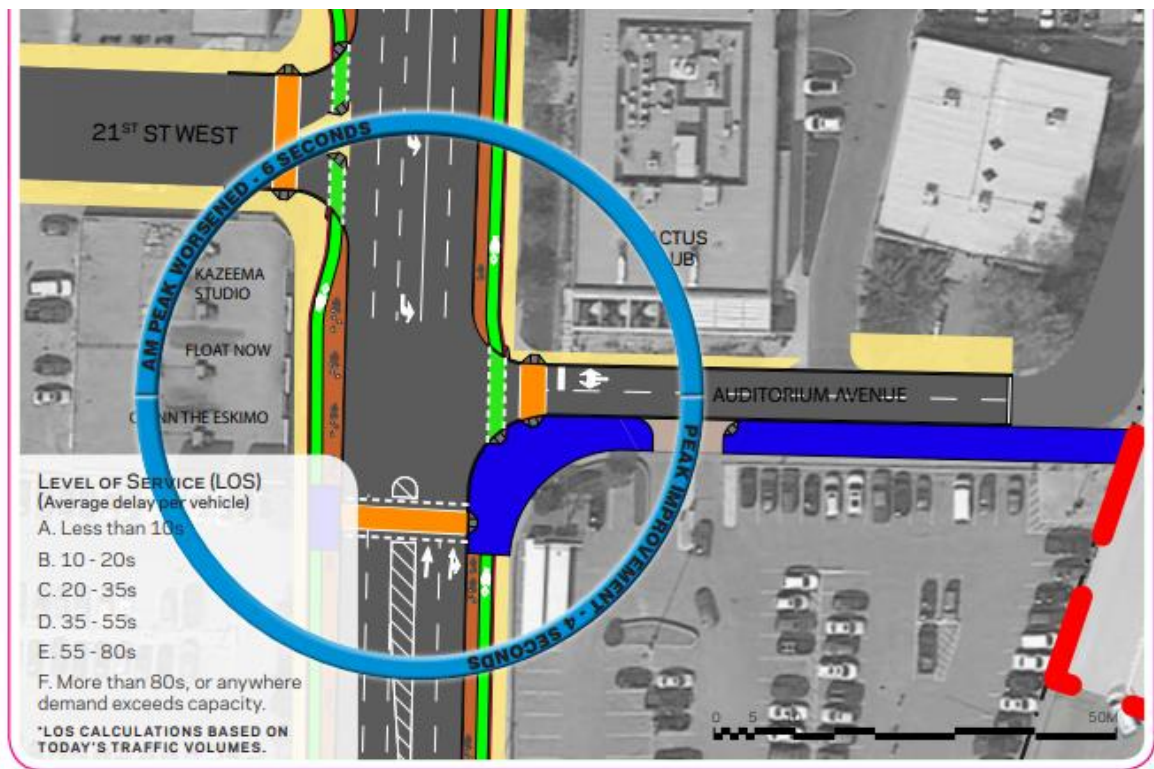 21ST ST WEST
AM PEAK WORSENED - 6 SECONDS
KAZEEMA
STUDIO
FLOAT NOW
NN THE ESKIMO
CTUS
UB
AUDITORIUM AVENUE
PEAK IMPROVEMENT - 4 SECONDS
LEVEL OF SERVICE (LOS)
(Average delay per vehicle)
A. Less than 10s
B. 10 - 20s
C. 20 - 35s
D. 35 - 55s
E. 55 - 80s
F. More than 80s, or anywhere
demand exceeds capacity.
*LOS CALCULATIONS BASED ON
TODAY'S TRAFFIC VOLUMES.
0 5 50M